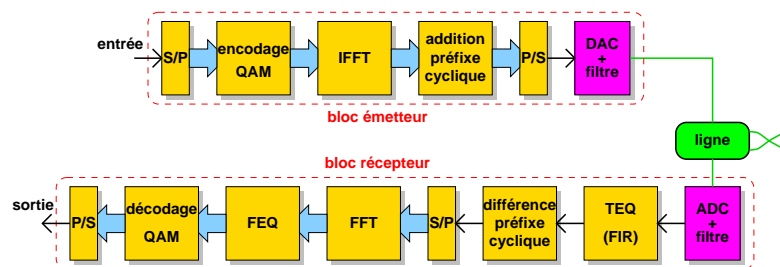 entrée
S/P
encodage
QAM
IFFT
addition
préfixe
cyclique
P/S
DAC
+
filtre
bloc émetteur
ligne
bloc récepteur
sortie
P/S
décodage
QAM
FEQ
FFT
S/P
différence
préfixe
cyclique
TEQ
(FIR)
ADC
+
filtre